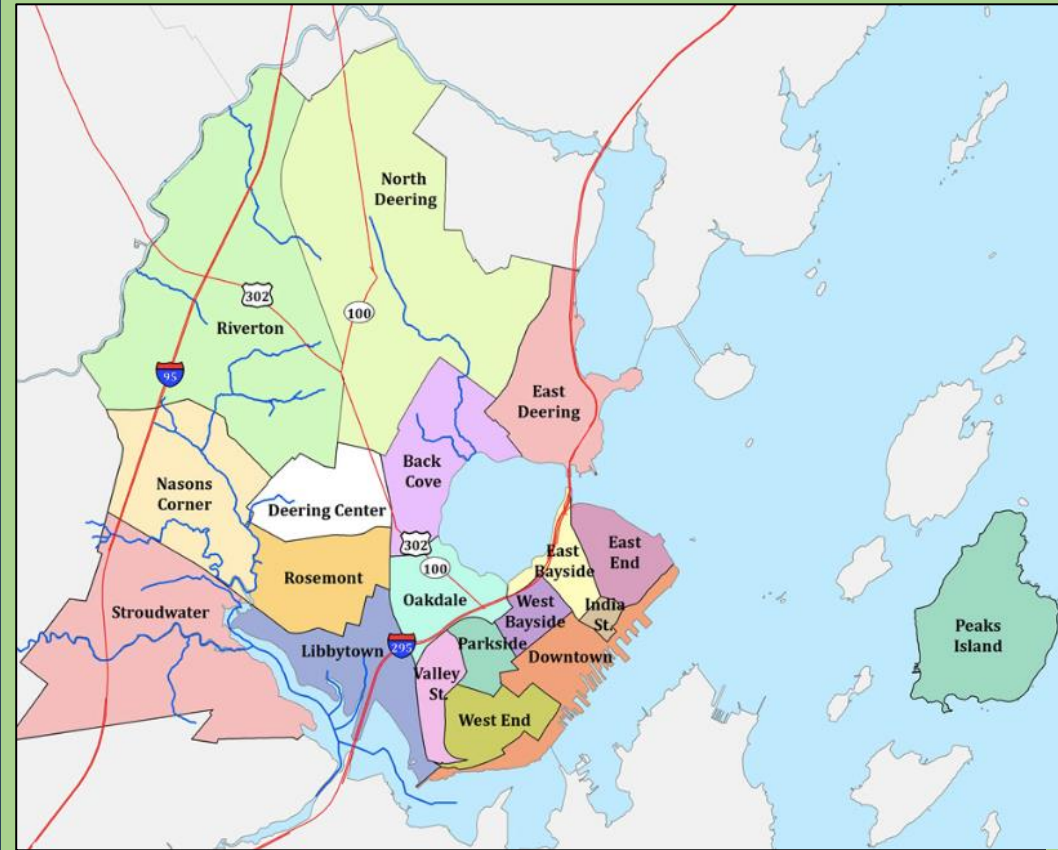 North
Deering
302
100
Riverton
95
East
Deering
Back
Cove
Nasons
Corner
Deering Center
302
100
East
Bayside
East
End
Rosemont
Oakdale
Stroudwater
West
Bayside
India
St.
Peaks
Island
Libbytown
295
Parkside
Downtown
Valley
St.
West End